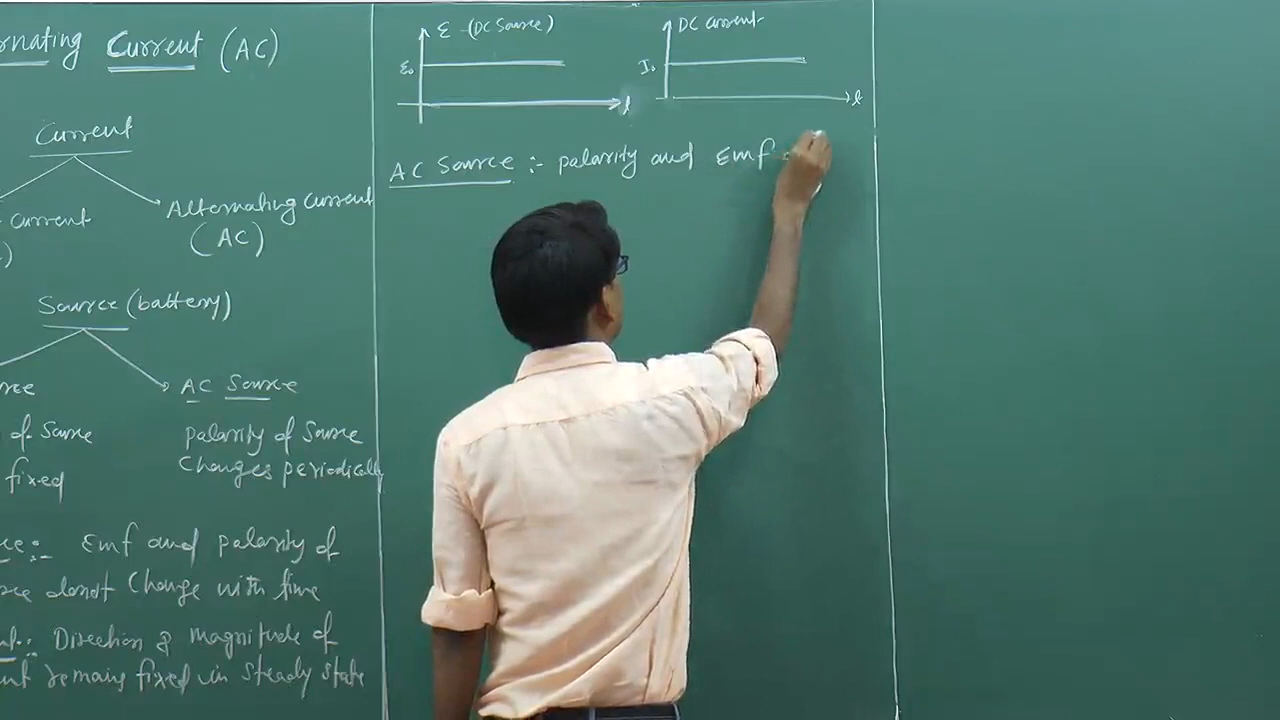 rnating Current (AC)
Current
current
Alternating Current
(AC)
Source (battery)
rce
AC Source
of Source
fixed
polarity of Source
Changes periodically
ce:- Emf and polarity of
rce doesnot Change with time
Direction & magnitude of
remains fixed in steady state
ε (DC Source)
ε₀
t
DC current
I₀
t
AC Source :- polarity and Emf